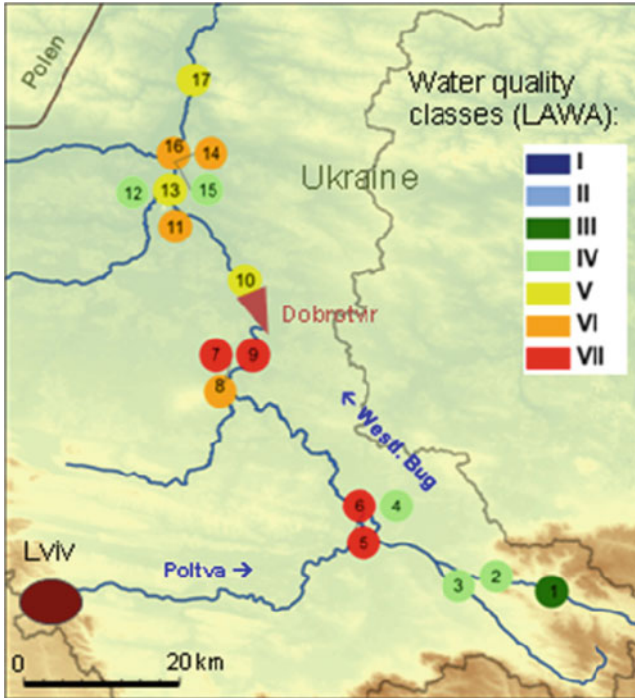 Polen
Water quality
classes (LAWA):
I
II
III
IV
V
VI
VII
17
16
14
12
13
15
Ukraine
11
10
Dobrotvir
7
9
8
← Westl. Bug
6
4
5
Lviv
Poltva →
3
2
1
0
20 km